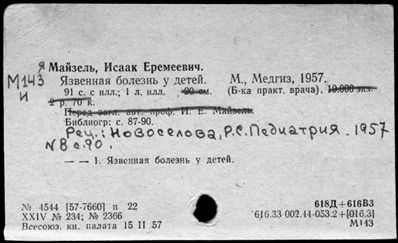 Я
Майзель, Исаак Еремеевич.
М143
и
Язвенная болезнь у детей. М., Медгиз, 1957.
91 с. с илл.; 1 л. илл. 20 см. (Б-ка практ. врача). 10.000 экз.
2 р. 70 к.
Перед загл. авт. проф. И. Е. Майзель.
Библиогр: с. 87-90.
Рец.: Новоселова, Р.С. Педиатрия. 1957
N8 с.90.
— — 1. Язвенная болезнь у детей.
№ 4544 [57-7660] п 22
618Д+616В3
XXIV № 234; № 2366
616.33-002.44-053.2+[016.3]
Всесоюз. кн. палата 15 II 57
М143